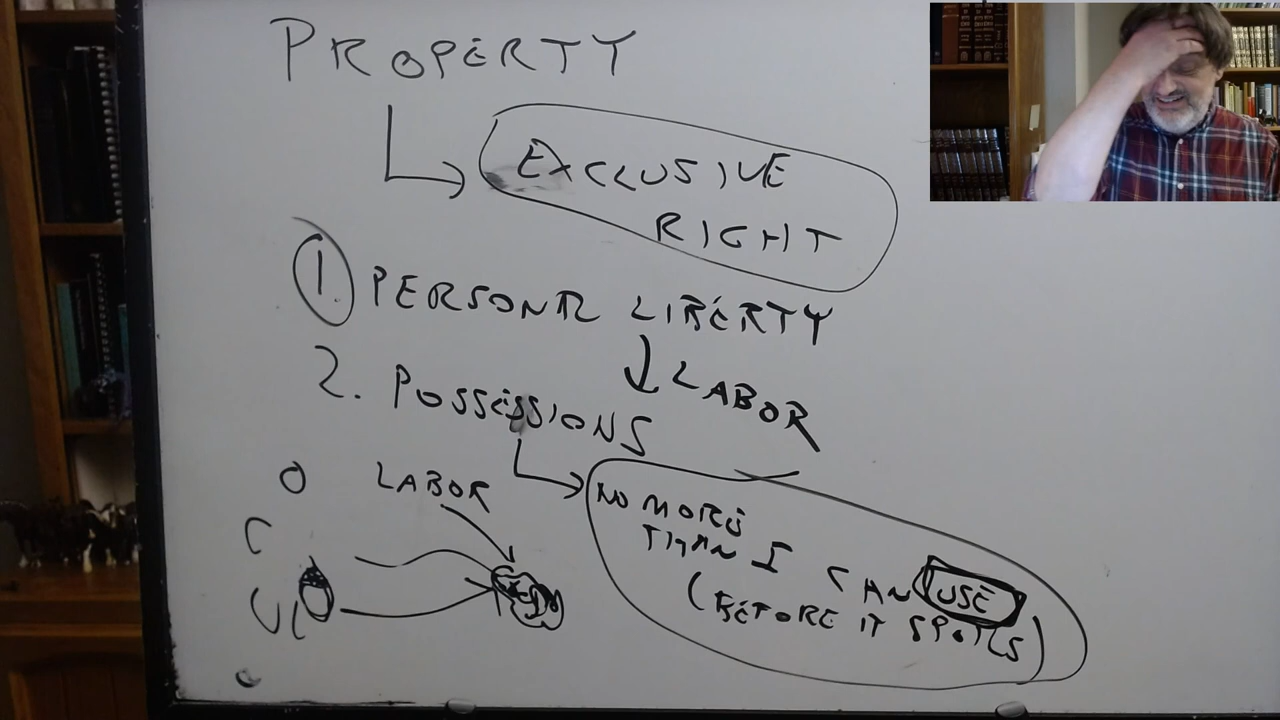 PROPERTY
EXCLUSIVE
RIGHT
1. PERSONAL LIBERTY
LABOR
2. POSSESSIONS
LABOR
NO MORE
THAN I CAN USE
(BEFORE IT SPOILS)